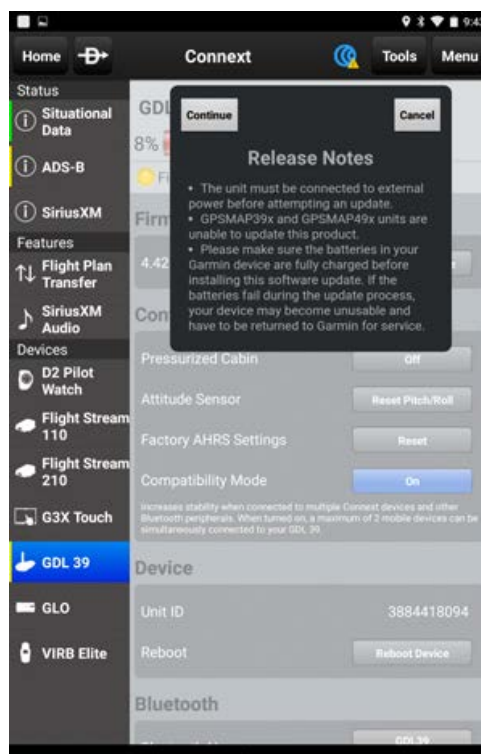 9:43
Home
Connext
Tools
Menu
Status
Situational
Data
ADS-B
SiriusXM
Features
Flight Plan
Transfer
SiriusXM
Audio
Devices
D2 Pilot
Watch
Flight Stream
110
Flight Stream
210
G3X Touch
GDL 39
GLO
VIRB Elite
GDL
8%
Continue
Cancel
Release Notes
• The unit must be connected to external
power before attempting an update.
• GPSMAP39x and GPSMAP49x units are
unable to update this product.
• Please make sure the batteries in your
Garmin device are fully charged before
installing this software update. If the
batteries fail during the update process,
your device may become unusable and
have to be returned to Garmin for service.
Firm
4.42
Con
Pressurized Cabin
Off
Attitude Sensor
Reset Pitch/Roll
Factory AHRS Settings
Reset
Compatibility Mode
On
Increases stability when connected to multiple Connext devices and other
Bluetooth peripherals. When turned on, a maximum of 2 mobile devices can be
simultaneously connected to your GDL 39.
Device
Unit ID
3884418094
Reboot
Reboot Device
Bluetooth
GDL 39